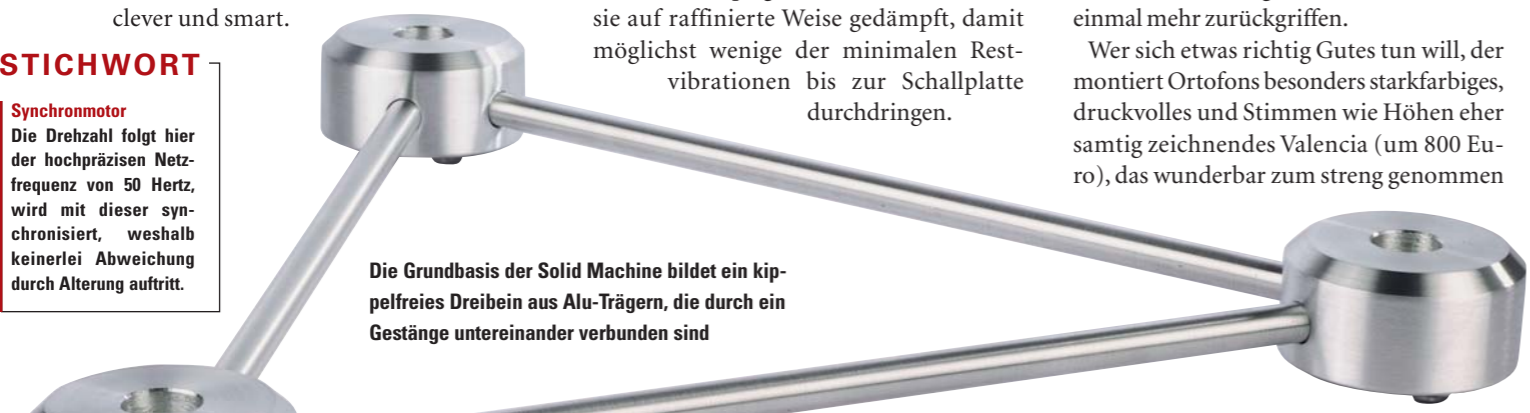 clever und smart.
STICHWORT
Synchronmotor
Die Drehzahl folgt hier
der hochpräzisen Netz-
frequenz von 50 Hertz,
wird mit dieser syn-
chronisiert, weshalb
keinerlei Abweichung
durch Alterung auftritt.
sie auf raffinierte Weise gedämpft, damit
möglichst wenige der minimalen Rest-
vibrationen bis zur Schallplatte
durchdringen.
Die Grundbasis der Solid Machine bildet ein kip-
pelfreies Dreibein aus Alu-Trägern, die durch ein
Gestänge untereinander verbunden sind
einmal mehr zurückgriffen.
Wer sich etwas richtig Gutes tun will, der
montiert Ortofons besonders starkfarbiges,
druckvolles und Stimmen wie Höhen eher
samtig zeichnendes Valencia (um 800 Eu-
ro), das wunderbar zum streng genommen